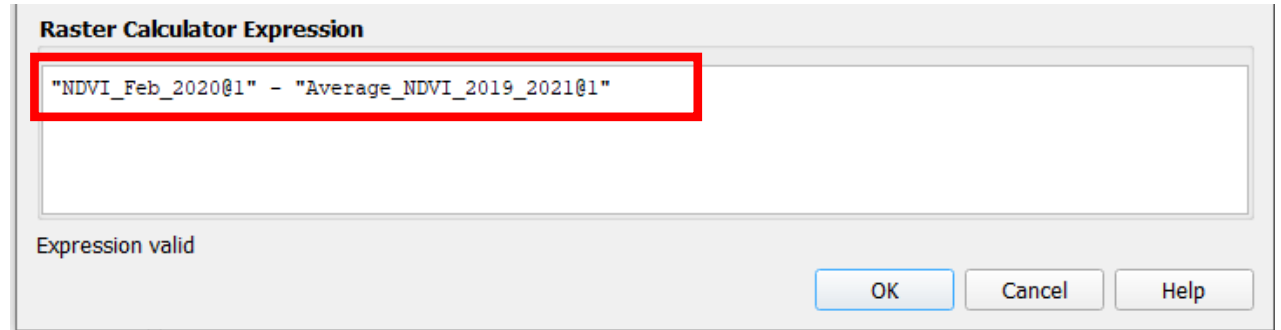 Raster Calculator Expression
"NDVI_Feb_2020@1" - "Average_NDVI_2019_2021@1"
Expression valid
OK Cancel Help